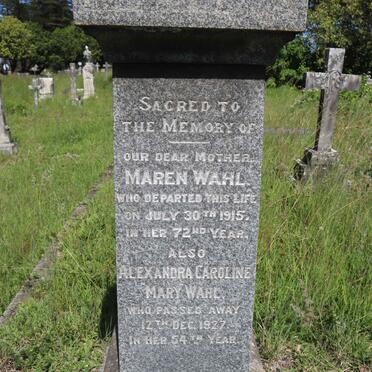 SACRED TO
THE MEMORY OF
OUR DEAR MOTHER,
MAREN WAHL.
WHO DEPARTED THIS LIFE
ON JULY 30TH 1915,
IN HER 72ND YEAR.
ALSO
ALEXANDRA CAROLINE
MARY WAHL.
WHO PASSED AWAY
12TH DEC. 1927
IN HER 54TH YEAR.